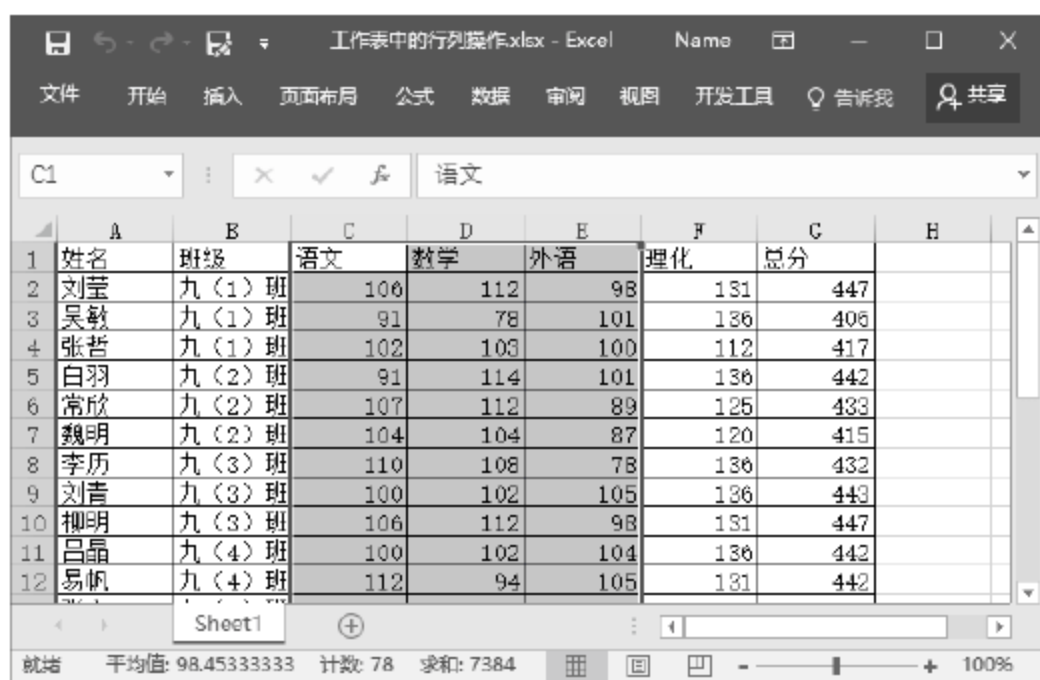 工作表中的行列操作.xlsx - Excel Name
文件 开始 插入 页面布局 公式 数据 审阅 视图 开发工具 告诉我 共享
C1 fx 语文
A B C D E F G H
1 姓名 班级 语文 数学 外语 理化 总分
2 刘莹 九（1）班 106 112 98 131 447
3 吴敏 九（1）班 91 78 101 136 406
4 张哲 九（1）班 102 103 100 112 417
5 白羽 九（2）班 91 114 101 136 442
6 常欣 九（2）班 107 112 89 125 433
7 魏明 九（2）班 104 104 87 120 415
8 李历 九（3）班 110 108 78 136 432
9 刘青 九（3）班 100 102 105 136 443
10 柳明 九（3）班 106 112 98 131 447
11 吕晶 九（4）班 100 102 104 136 442
12 易帆 九（4）班 112 94 105 131 442
Sheet1
就绪 平均值: 98.45333333 计数: 78 求和: 7384 100%